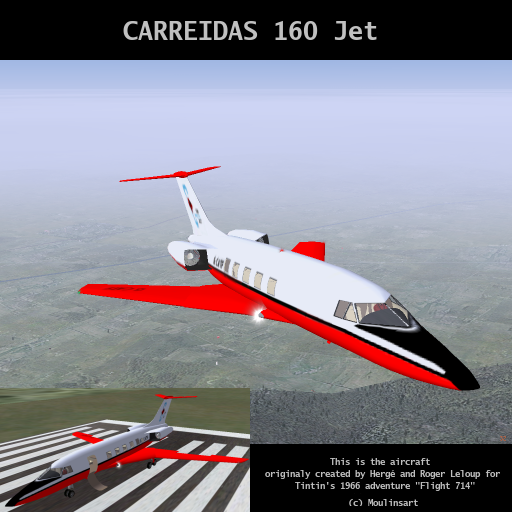 CARREIDAS 160 Jet
This is the aircraft
originaly created by Hergé and Roger Leloup for
Tintin's 1966 adventure "Flight 714"
(c) Moulinsart